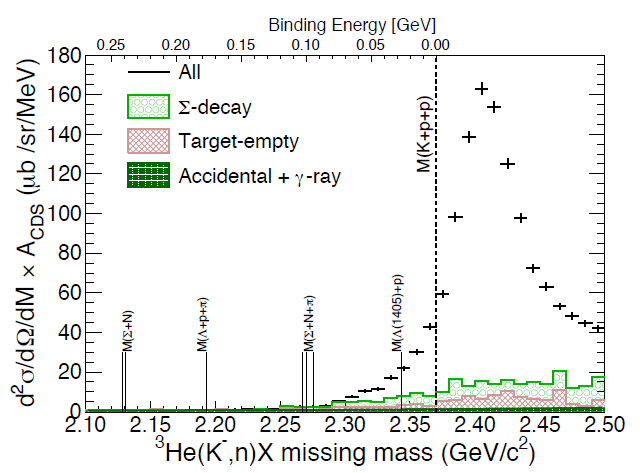 Binding Energy [GeV]
0.25 0.20 0.15 0.10 0.05 0.00
180
160
140
120
100
80
60
40
20
0
d²σ/dΩ/dM × A_CDS (μb /sr/MeV)
All
Σ-decay
Target-empty
Accidental + γ-ray
M(K+p+p)
M(Σ+N)
M(Λ+p+π)
M(Σ+N+π)
M(Λ(1405)+p)
2.10 2.15 2.20 2.25 2.30 2.35 2.40 2.45 2.50
³He(K⁻,n)X missing mass (GeV/c²)